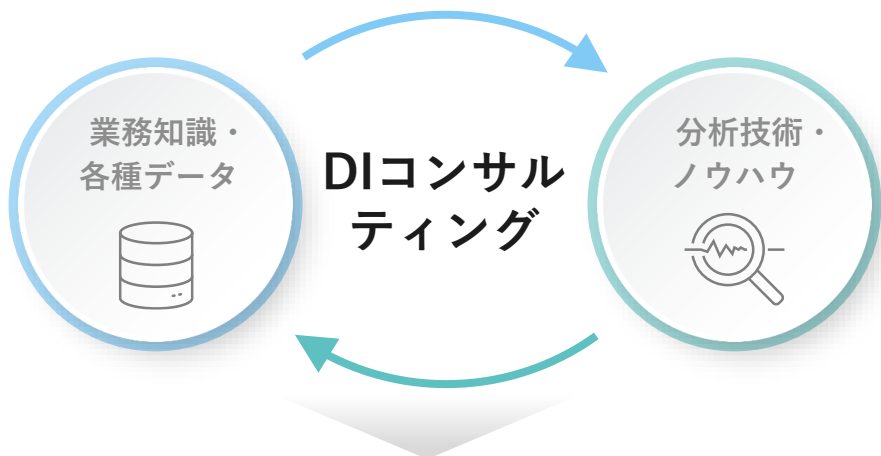 業務知識・
各種データ
DIコンサル
ティング
分析技術・
ノウハウ